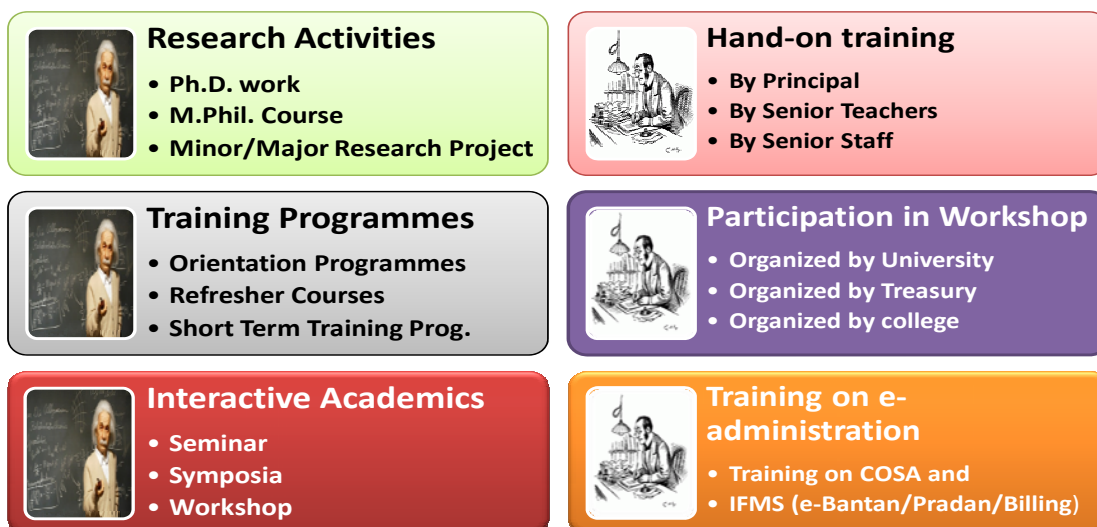 Research Activities
• Ph.D. work
• M.Phil. Course
• Minor/Major Research Project
Hand-on training
• By Principal
• By Senior Teachers
• By Senior Staff
Training Programmes
• Orientation Programmes
• Refresher Courses
• Short Term Training Prog.
Participation in Workshop
• Organized by University
• Organized by Treasury
• Organized by college
Interactive Academics
• Seminar
• Symposia
• Workshop
Training on e-
administration
• Training on COSA and
• IFMS (e-Bantan/Pradan/Billing)